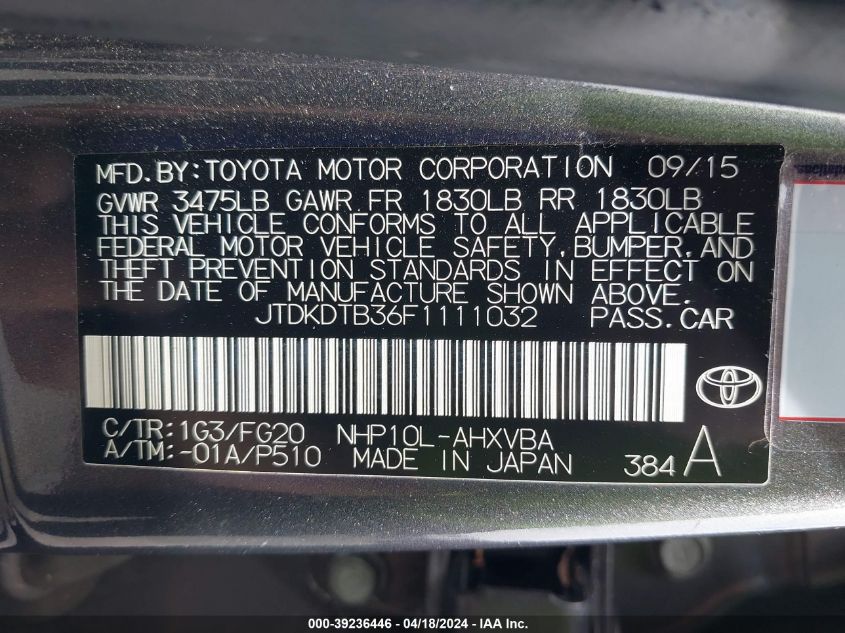 MFD.BY:TOYOTA MOTOR CORPORATION 09/15
GVWR 3475LB GAWR FR 1830LB RR 1830LB
THIS VEHICLE CONFORMS TO ALL APPLICABLE
FEDERAL MOTOR VEHICLE SAFETY,BUMPER,AND
THEFT PREVENTION STANDARDS IN EFFECT ON
THE DATE OF MANUFACTURE SHOWN ABOVE.
JTDKDTB36F1111032 PASS.CAR
C/TR:1G3/FG20 NHP10L-AHXVBA
A/TM:-01A/P510 MADE IN JAPAN 384A
000-39236446 / 04/18/2024 - IAA Inc.